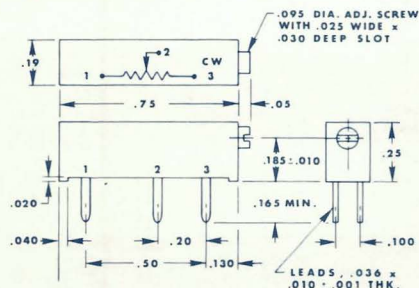 .095 DIA. ADJ. SCREW
WITH .025 WIDE x
.030 DEEP SLOT
.19
2
CW
1
3
.75
.05
1
2
3
.185±.010
.25
.020
.165 MIN.
.040
.20
.50
.130
.100
LEADS, .036 x
.010 ± .001 THK.